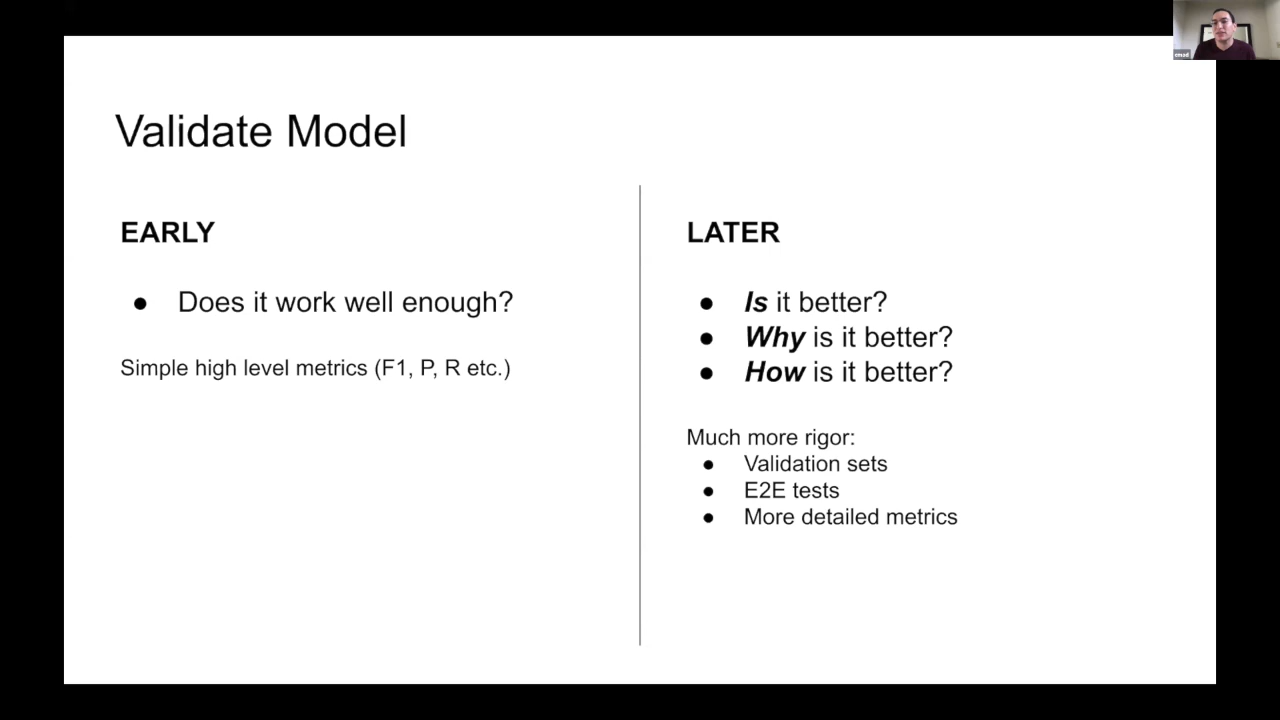 Validate Model
EARLY
● Does it work well enough?
Simple high level metrics (F1, P, R etc.)
LATER
● Is it better?
● Why is it better?
● How is it better?
Much more rigor:
● Validation sets
● E2E tests
● More detailed metrics
emad